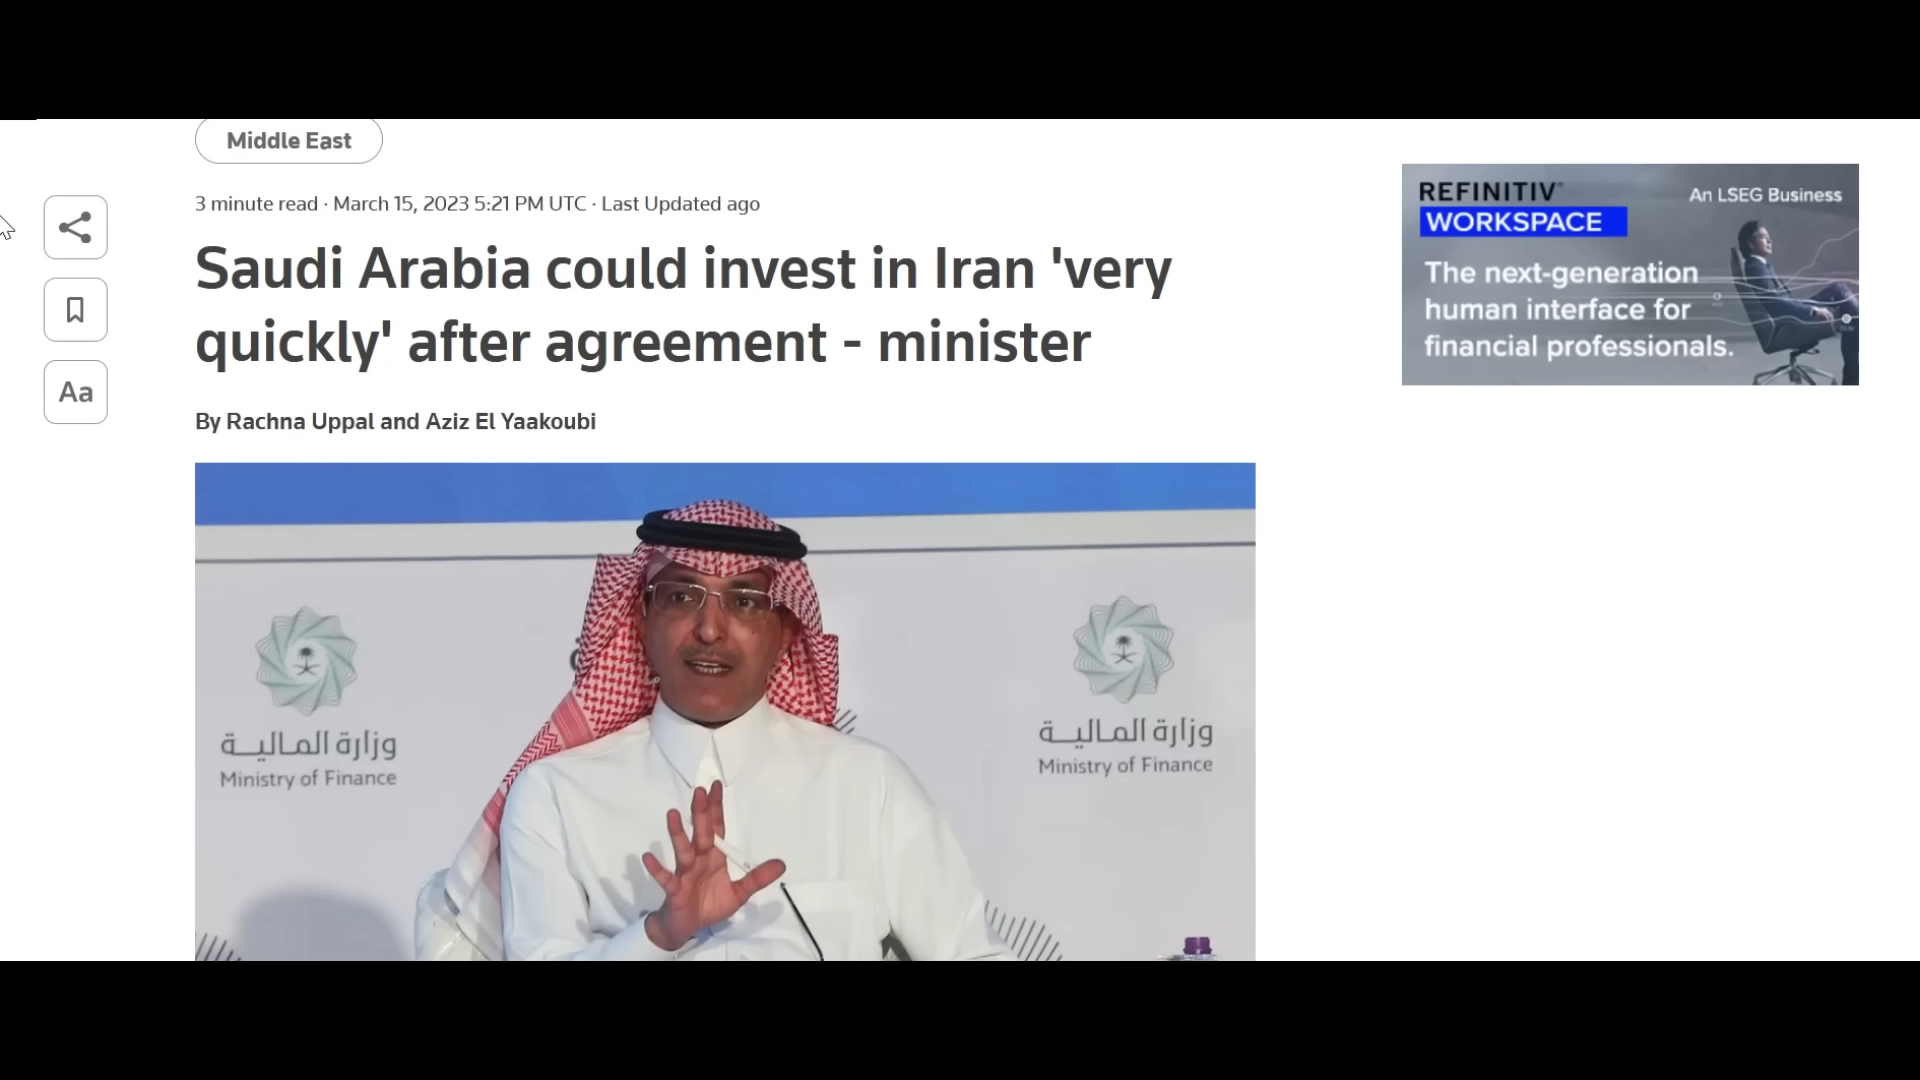 Middle East
3 minute read · March 15, 2023 5:21 PM UTC · Last Updated ago
Saudi Arabia could invest in Iran 'very
quickly' after agreement - minister
By Rachna Uppal and Aziz El Yaakoubi
Aa
REFINITIV
An LSEG Business
WORKSPACE
The next-generation
human interface for
financial professionals.
وزارة المالية
Ministry of Finance
وزارة المالية
Ministry of Finance